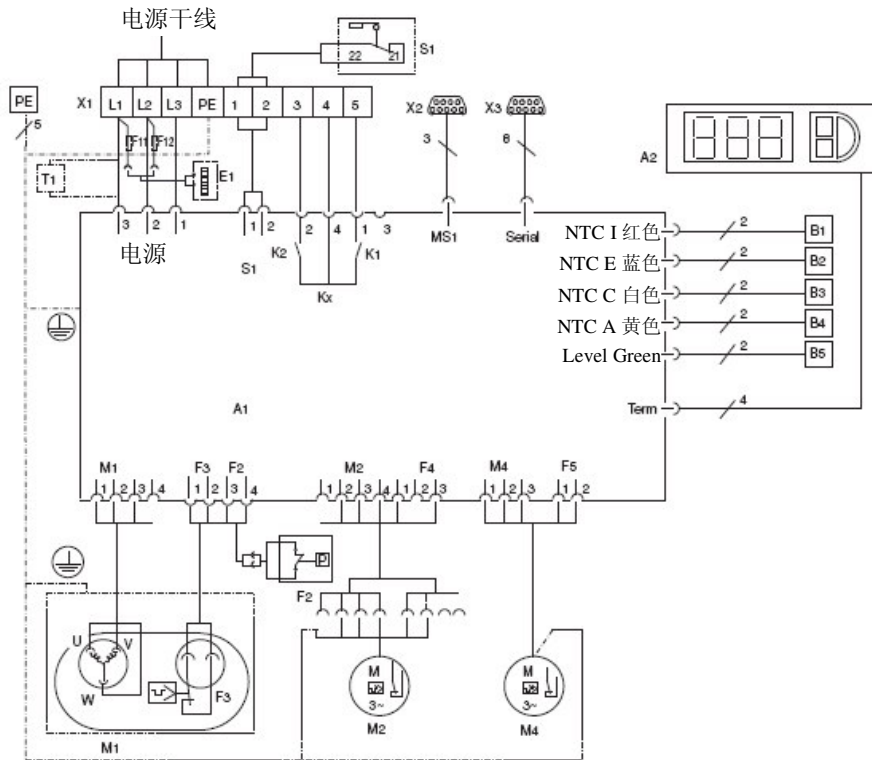 电源干线
22 21 S1
PE
X1 L1 L2 L3 PE 1 2 3 4 5
X2 X3
5
F11 F12
3 8
A2
T1
E1
3 2 1
1 2
2 4 1 3
MS1 Serial
电源
S1
K2 K1
Kx
NTC I 红色 2 B1
NTC E 蓝色 2 B2
NTC C 白色 2 B3
NTC A 黄色 2 B4
Level Green 2 B5
Term 4
A1
M1 F3 F2 M2 F4 M4 F5
1 2 3 4 1 2 3 4 1 2 3 4 1 2 3 1 2 3 1 2
P
F2
U V
W
F3
M
3~
M
3~
M1 M2 M4